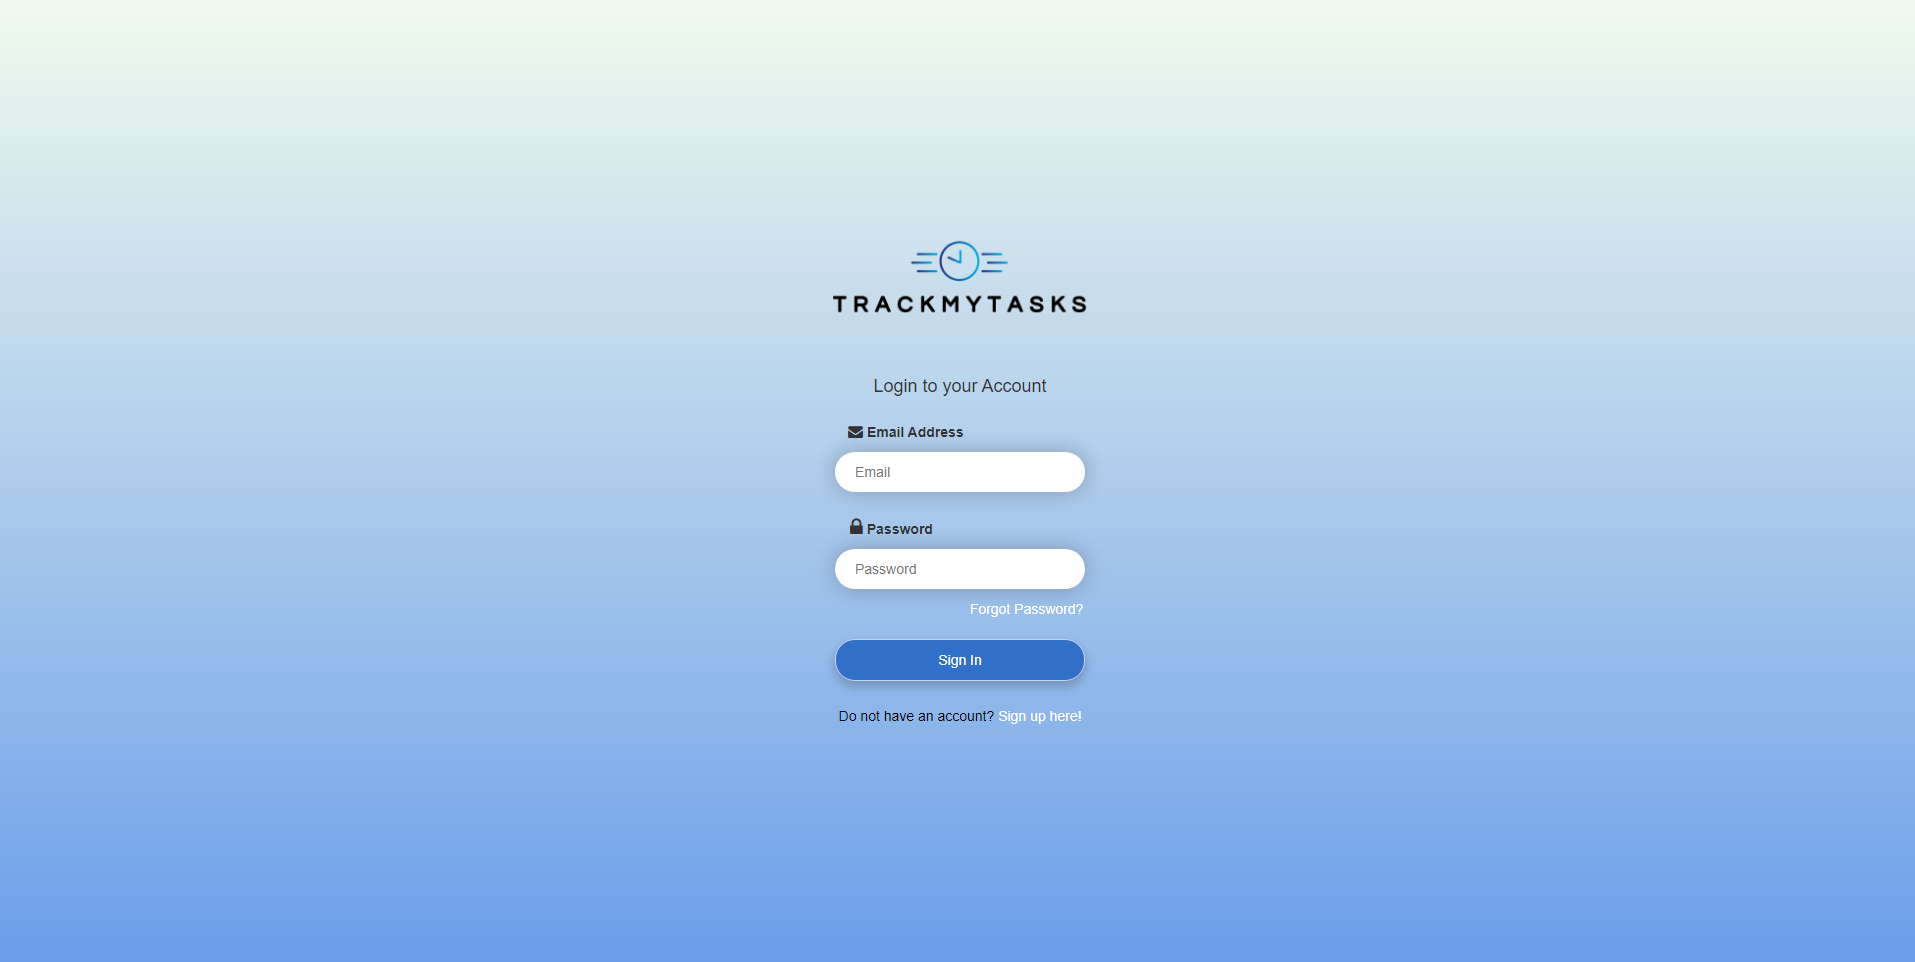 TRACKMYTASKS
Login to your Account
Email Address
Email
Password
Password
Forgot Password?
Sign In
Do not have an account? Sign up here!